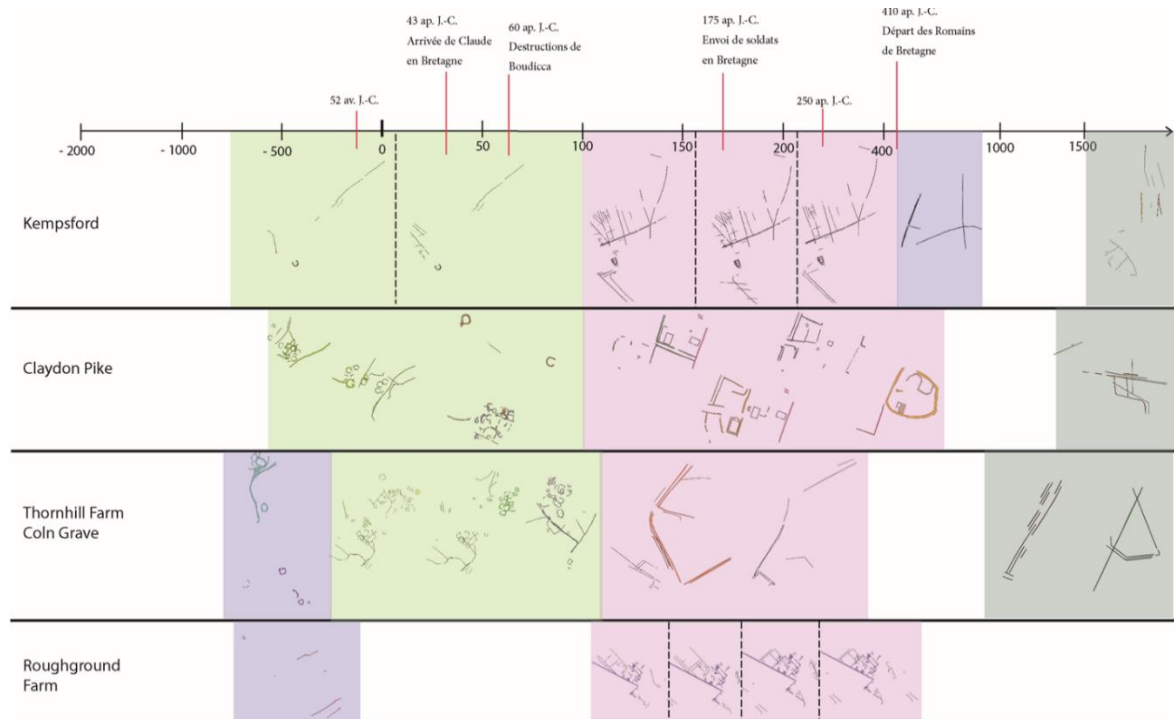 43 ap. J.-C.
Arrivée de Claude
en Bretagne
60 ap. J.-C.
Destructions de
Boudicca
175 ap. J.-C.
Envoi de soldats
en Bretagne
410 ap. J.-C.
Départ des Romains
de Bretagne
52 av. J.-C.
250 ap. J.-C.
- 2000 - 1000 - 500 0 50 100 150 200 400 1000 1500
Kempsford
Claydon Pike
Thornhill Farm
Coln Grave
Roughground
Farm